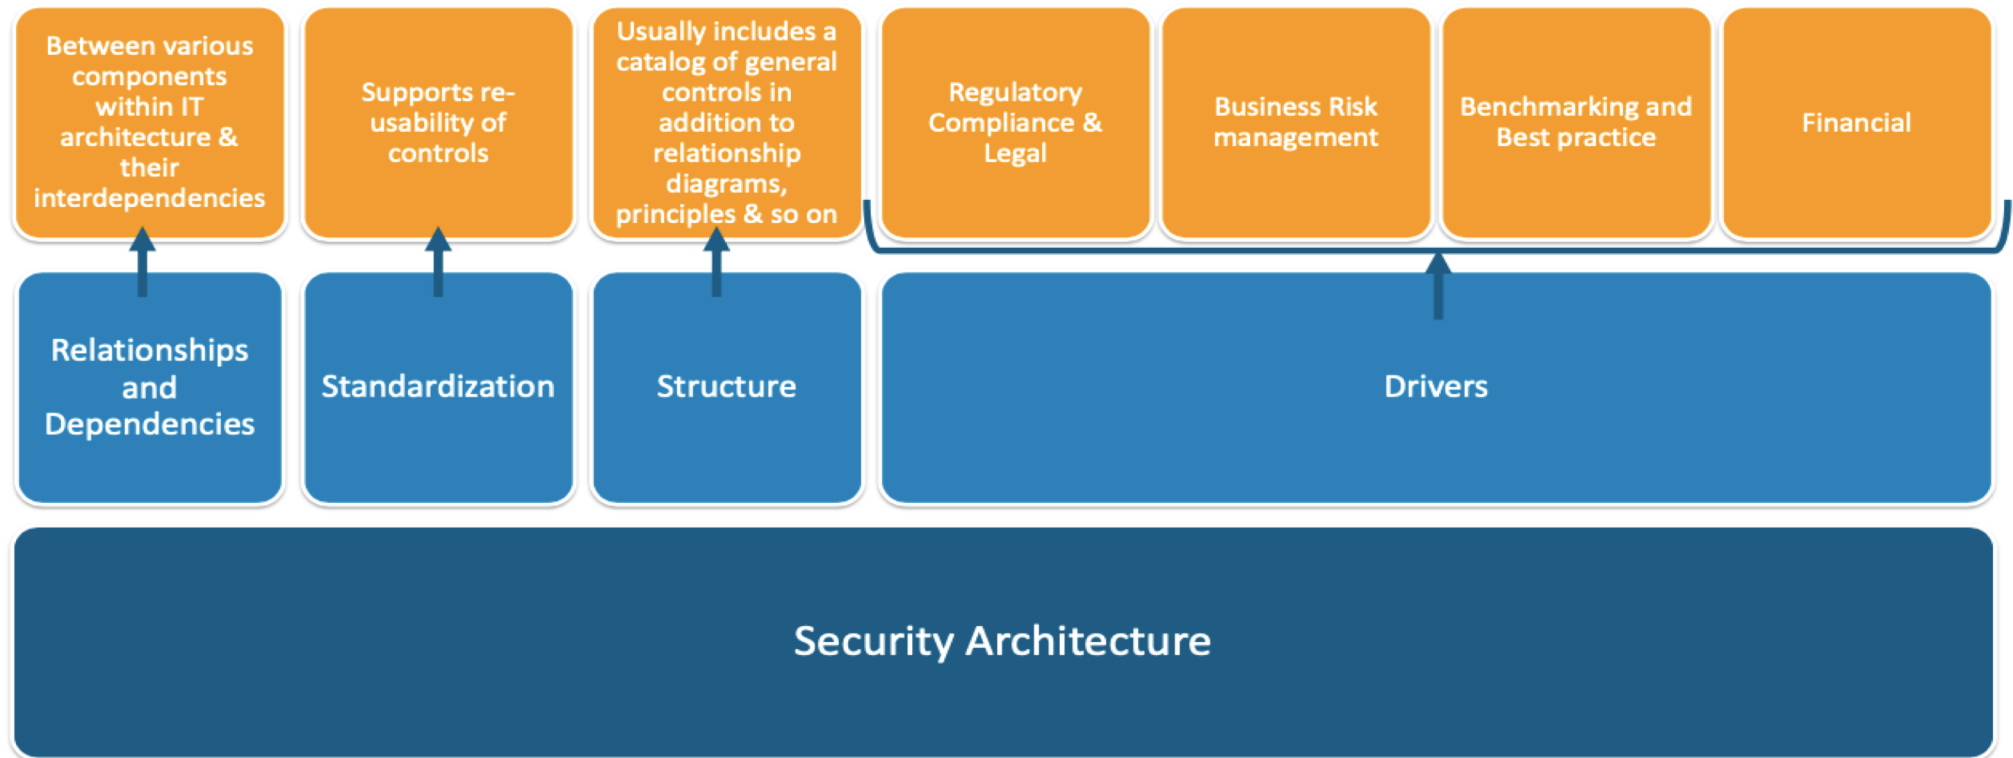 Between various
components
within IT
architecture &
their
interdependencies
Supports re-
usability of
controls
Usually includes a
catalog of general
controls in
addition to
relationship
diagrams,
principles & so on
Regulatory
Compliance &
Legal
Business Risk
management
Benchmarking and
Best practice
Financial
Relationships
and
Dependencies
Standardization
Structure
Drivers
Security Architecture